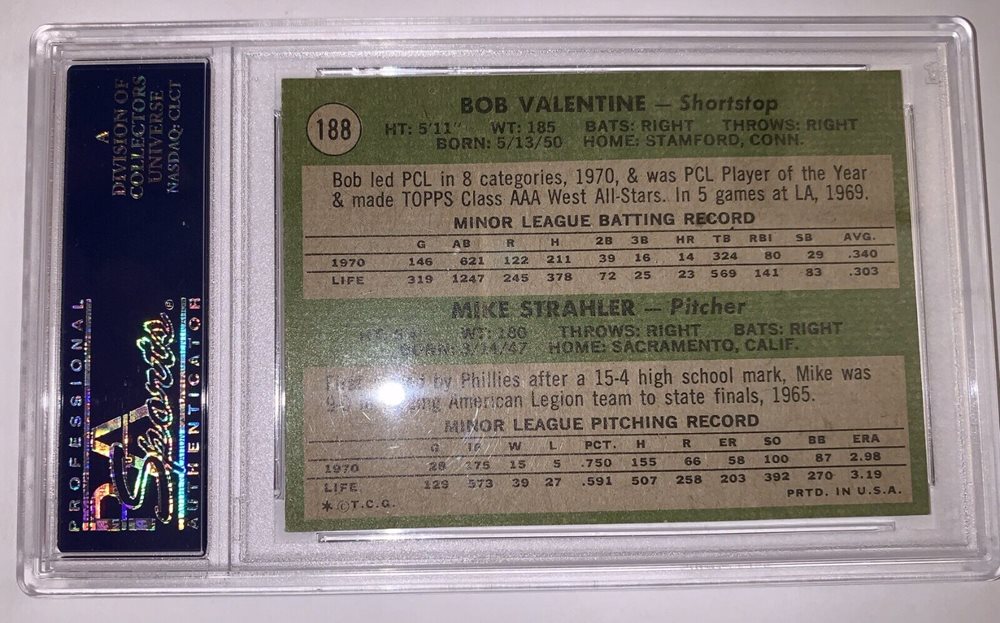 A
DIVISION OF
COLLECTORS
UNIVERSE
NASDAQ: CLCT
PROFESSIONAL
PSA
Sports
AUTHENTICATOR
188
BOB VALENTINE — Shortstop
HT: 5'11" WT: 185 BATS: RIGHT THROWS: RIGHT
BORN: 5/13/50 HOME: STAMFORD, CONN.
Bob led PCL in 8 categories, 1970, & was PCL Player of the Year
& made TOPPS Class AAA West All-Stars. In 5 games at LA, 1969.
MINOR LEAGUE BATTING RECORD
G AB R H 2B 3B HR TB RBI SB AVG.
1970 146 621 122 211 39 16 14 324 80 29 .340
LIFE 319 1247 245 378 72 25 23 569 141 83 .303
MIKE STRAHLER — Pitcher
WT: 180 THROWS: RIGHT BATS: RIGHT
BORN: 3/14/47 HOME: SACRAMENTO, CALIF.
First by Phillies after a 15-4 high school mark, Mike was
American Legion team to state finals, 1965.
MINOR LEAGUE PITCHING RECORD
G IP W L PCT. H R ER SO BB ERA
1970 28 175 15 5 .750 155 66 58 100 87 2.98
LIFE 129 573 39 27 .591 507 258 203 392 270 3.19
* © T.C.G. PRTD. IN U.S.A.